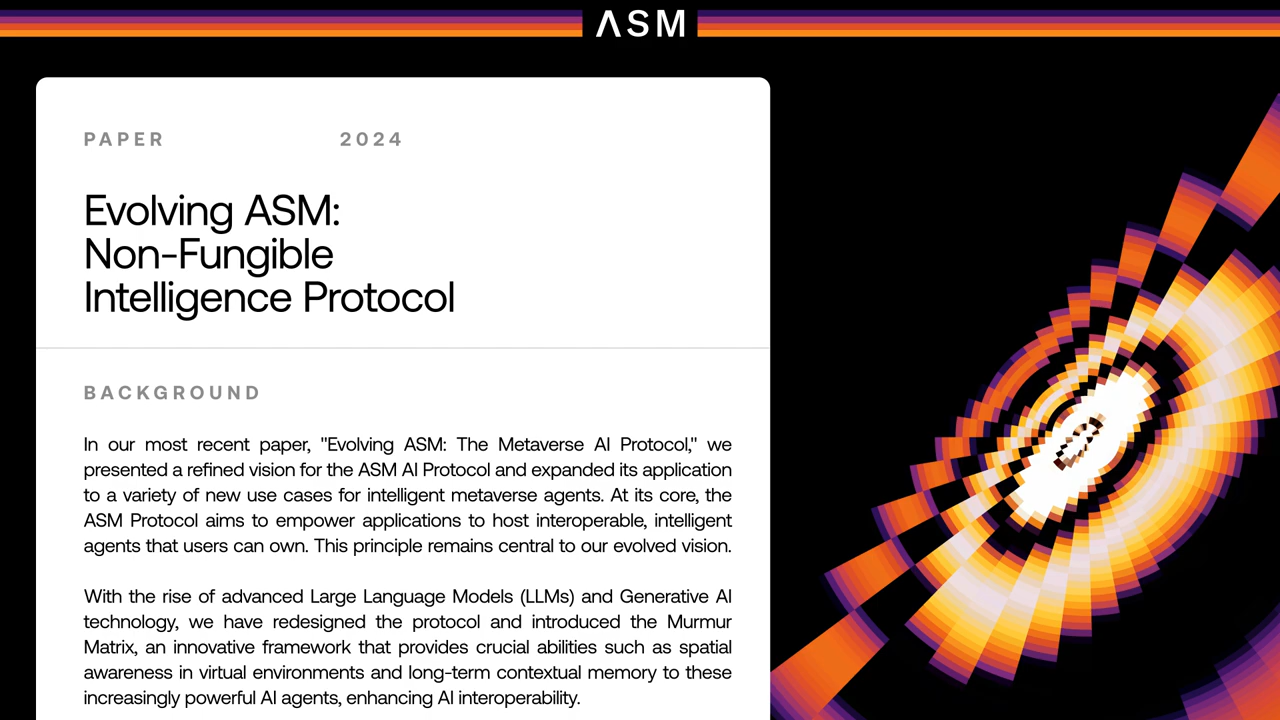 ASM
PAPER 2024
Evolving ASM:
Non-Fungible
Intelligence Protocol
BACKGROUND
In our most recent paper, "Evolving ASM: The Metaverse AI Protocol," we
presented a refined vision for the ASM AI Protocol and expanded its application
to a variety of new use cases for intelligent metaverse agents. At its core, the
ASM Protocol aims to empower applications to host interoperable, intelligent
agents that users can own. This principle remains central to our evolved vision.
With the rise of advanced Large Language Models (LLMs) and Generative AI
technology, we have redesigned the protocol and introduced the Murmur
Matrix, an innovative framework that provides crucial abilities such as spatial
awareness in virtual environments and long-term contextual memory to these
increasingly powerful AI agents, enhancing AI interoperability.